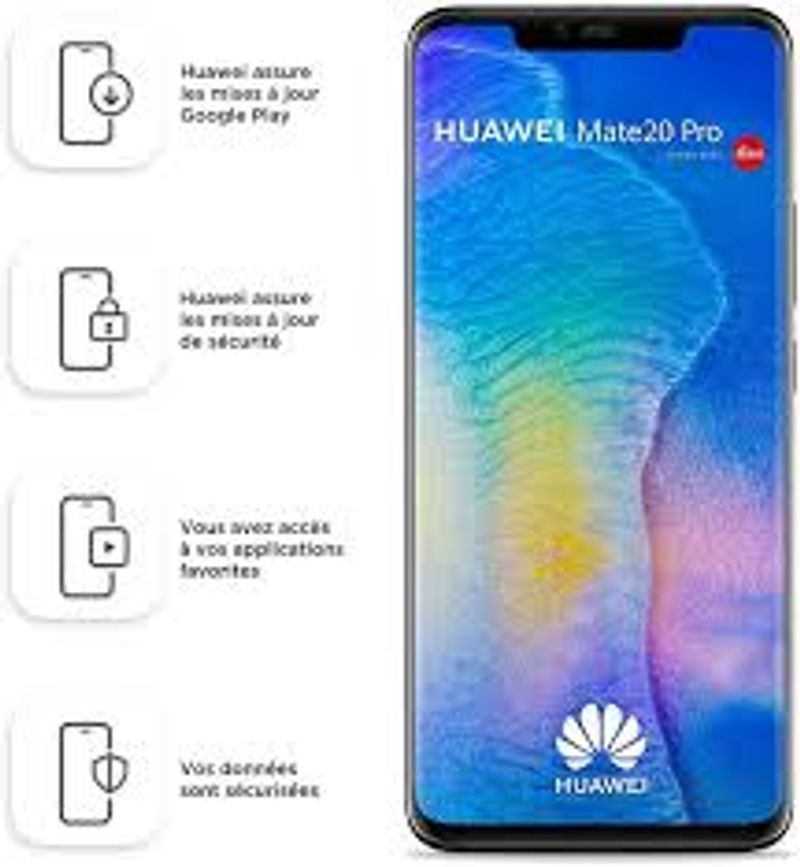 Huawei assure
les mises à jour
Google Play
Huawei assure
les mises à jour
de sécurité
Vous avez accès
à vos applications
favorites
Vos données
sont sécurisées
HUAWEI Mate20 Pro
HUAWEI